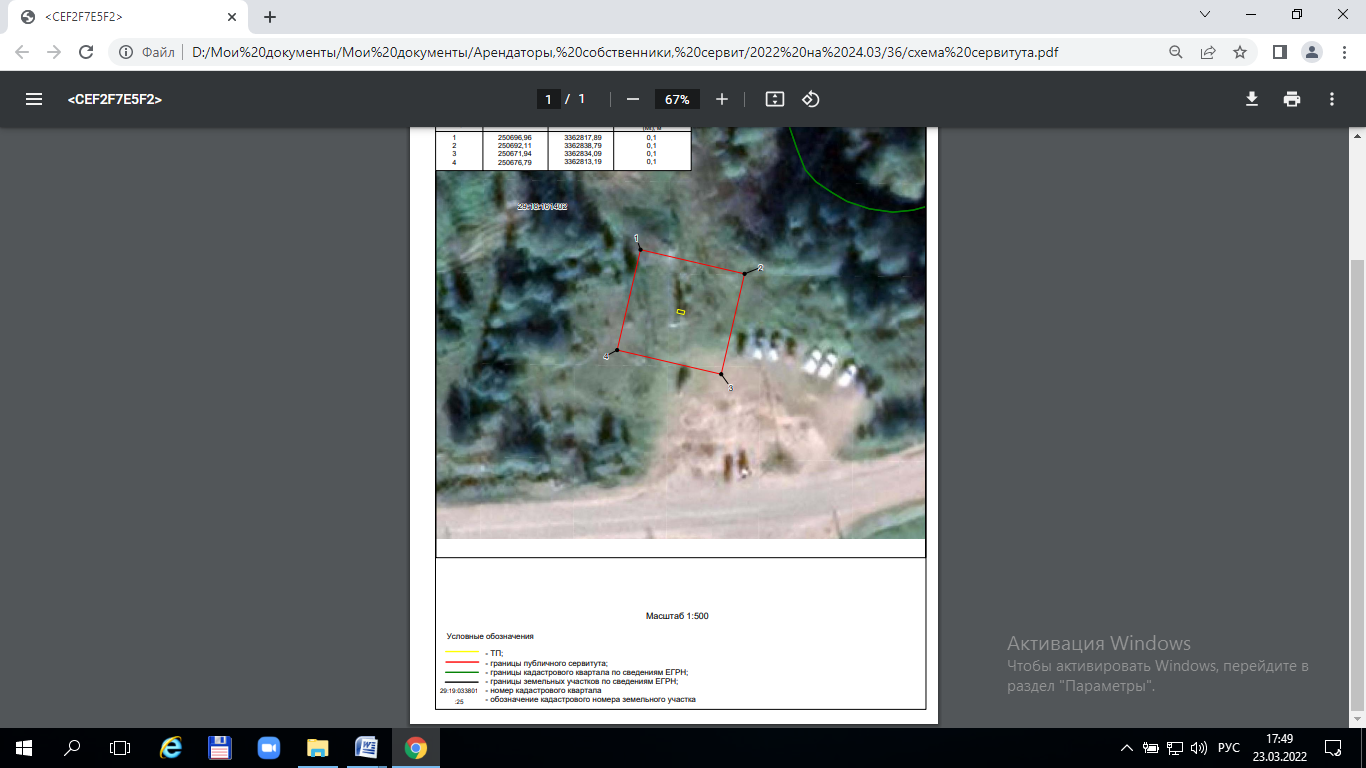 <CEF2F7E5F2>
Файл D:/Мои%20документы/Мои%20документы/Арендаторы,%20собственники,%20сервит/2022%20на%2024.03/36/схема%20сервитута.pdf
<CEF2F7E5F2>
1 / 1
67%
(Mt), м
1 250696,96 3362817,89 0,1
2 250692,11 3362838,79 0,1
3 250671,94 3362834,09 0,1
4 250676,79 3362813,19 0,1
1
2
4
3
Масштаб 1:500
Условные обозначения
- ТП;
- границы публичного сервитута;
- границы кадастрового квартала по сведениям ЕГРН;
- границы земельных участков по сведениям ЕГРН;
29:19:033801 - номер кадастрового квартала
:25 - обозначение кадастрового номера земельного участка
Активация Windows
Чтобы активировать Windows, перейдите в
раздел "Параметры".
РУС
17:49
23.03.2022